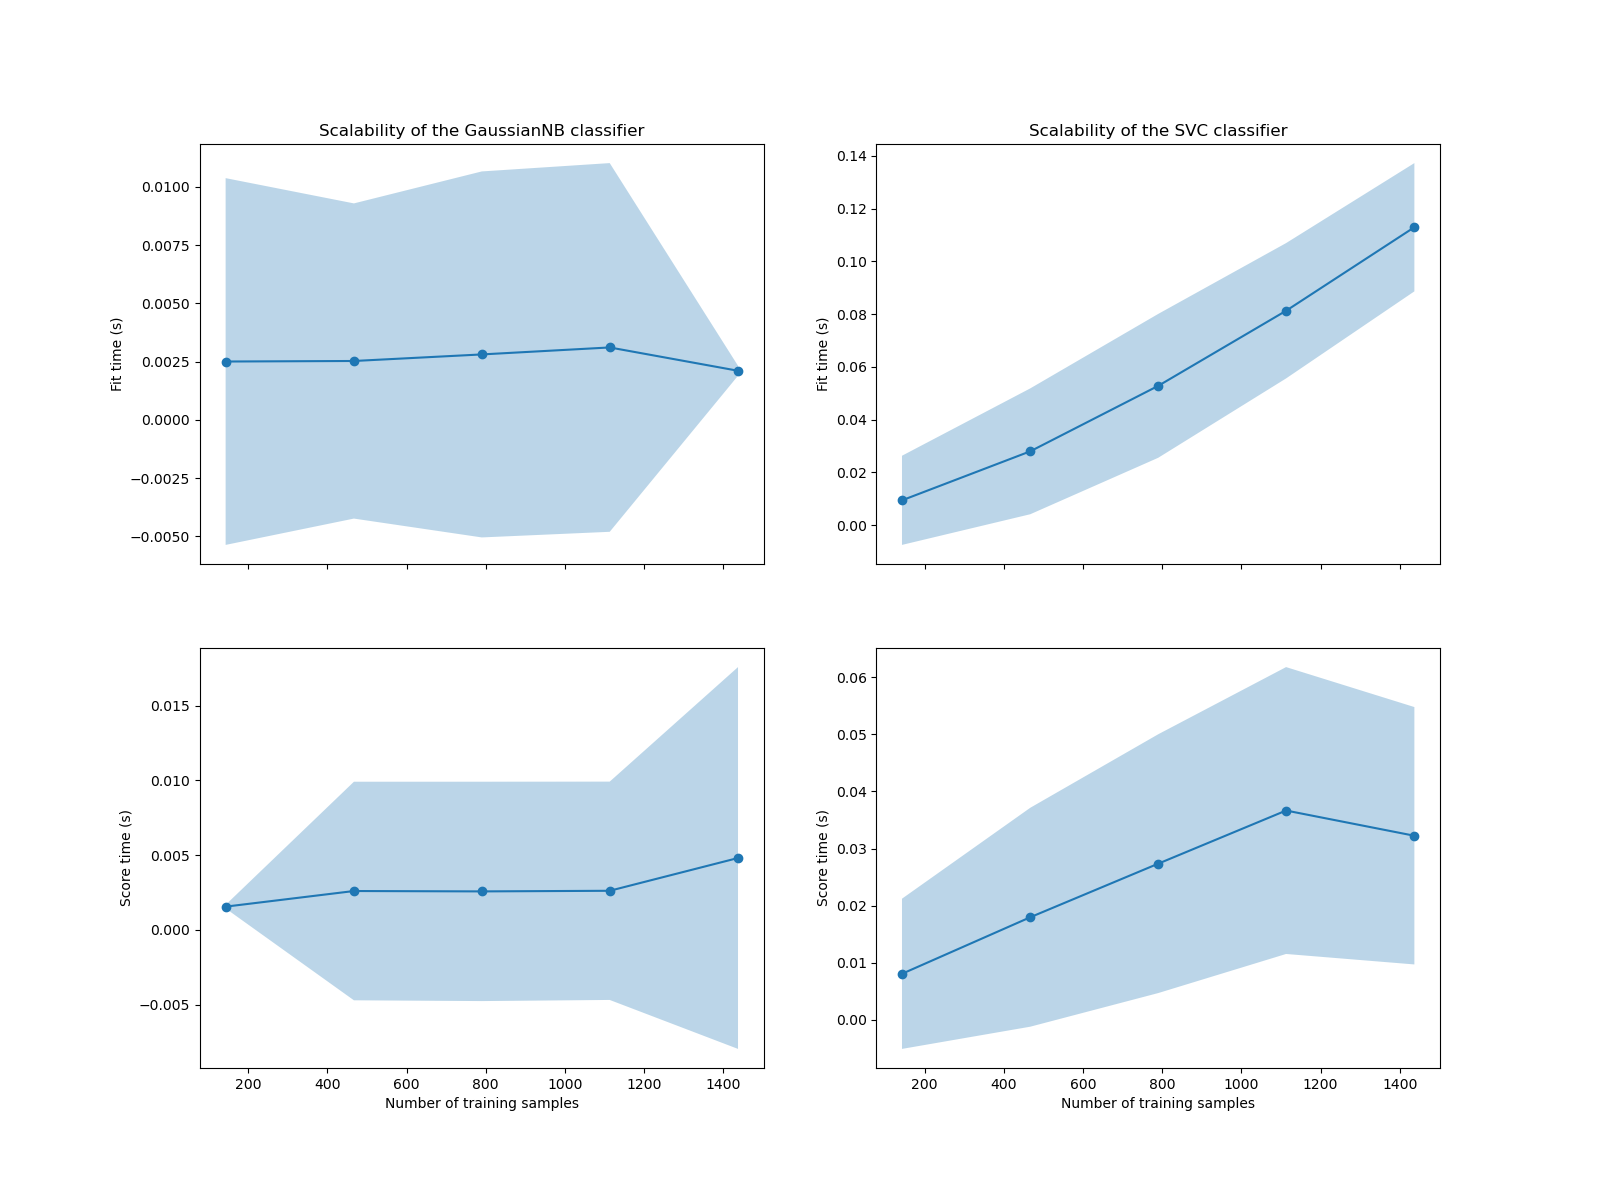 Scalability of the GaussianNB classifier
Fit time (s)
0.0100
0.0075
0.0050
0.0025
0.0000
−0.0025
−0.0050
Scalability of the SVC classifier
Fit time (s)
0.14
0.12
0.10
0.08
0.06
0.04
0.02
0.00
Score time (s)
0.015
0.010
0.005
0.000
−0.005
200 400 600 800 1000 1200 1400
Number of training samples
Score time (s)
0.06
0.05
0.04
0.03
0.02
0.01
0.00
200 400 600 800 1000 1200 1400
Number of training samples